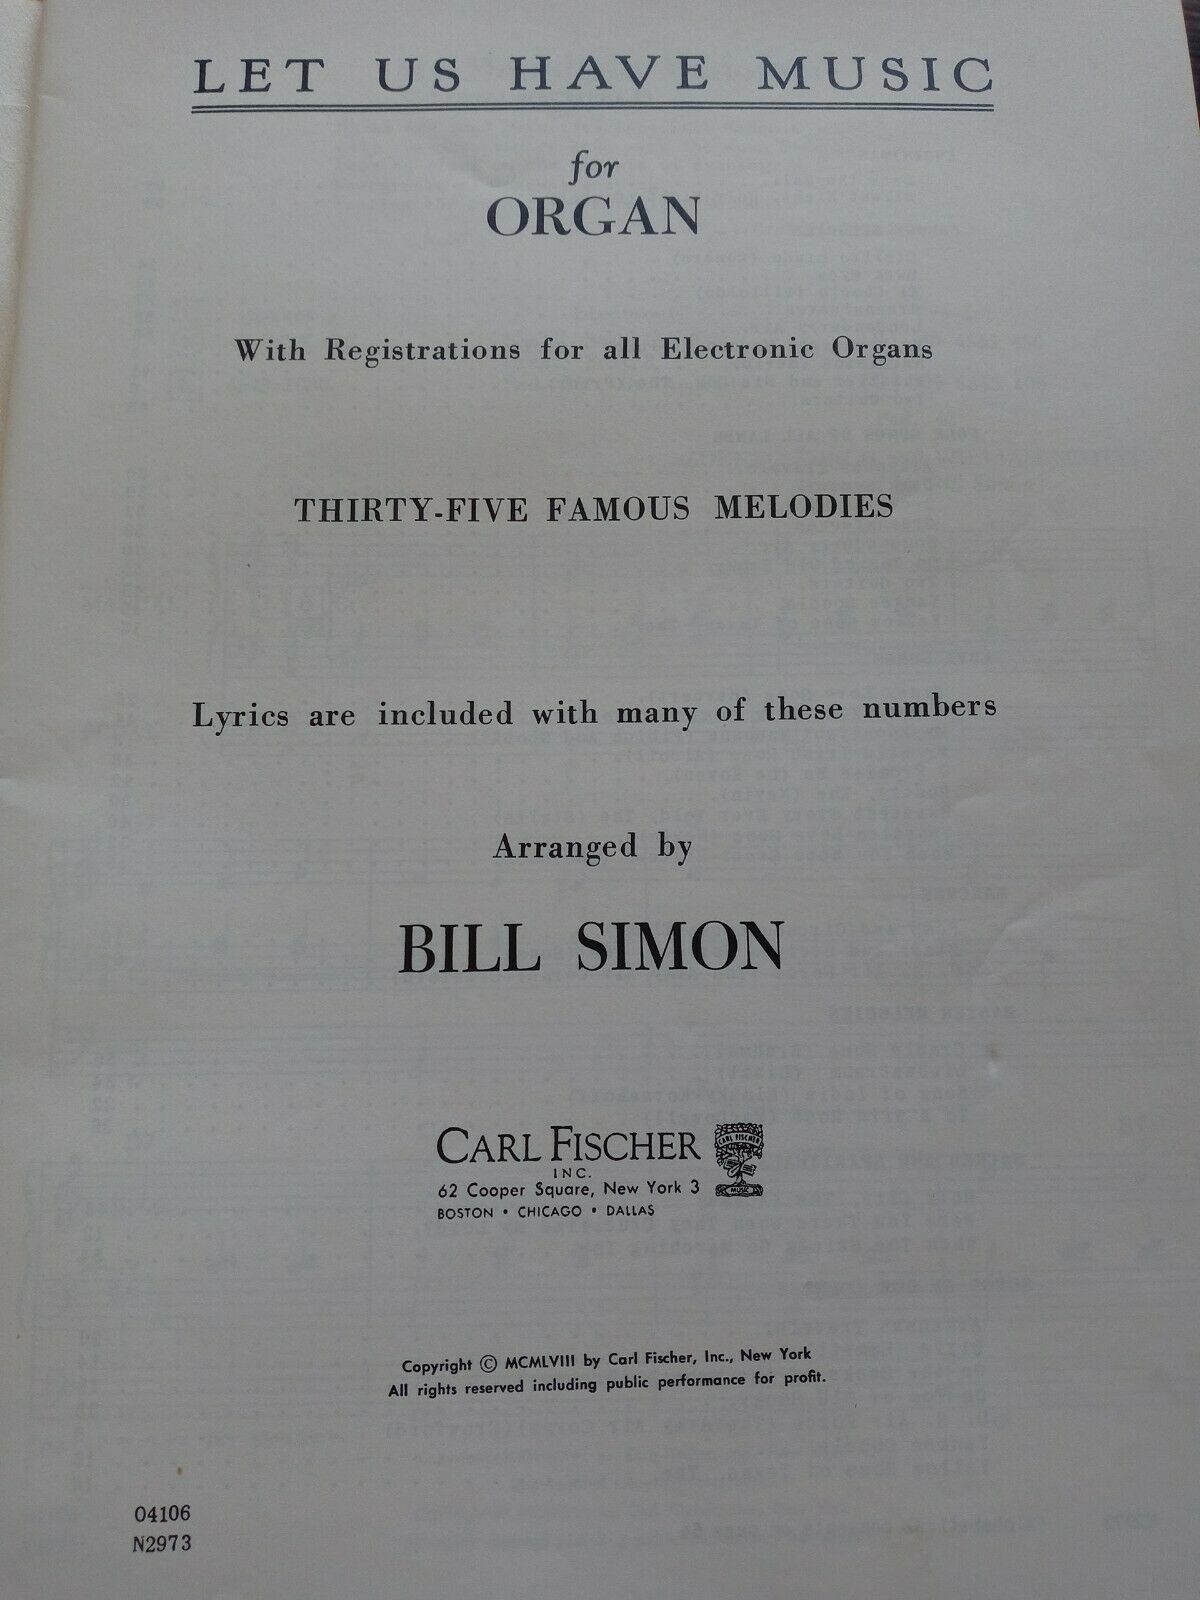 LET US HAVE MUSIC
for
ORGAN
With Registrations for all Electronic Organs
THIRTY-FIVE FAMOUS MELODIES
Lyrics are included with many of these numbers
Arranged by
BILL SIMON
CARL FISCHER
INC.
62 Cooper Square, New York 3
BOSTON • CHICAGO • DALLAS
CARL FISCHER
MUSIC
Copyright © MCMLVIII by Carl Fischer, Inc., New York
All rights reserved including public performance for profit.
04106
N2973